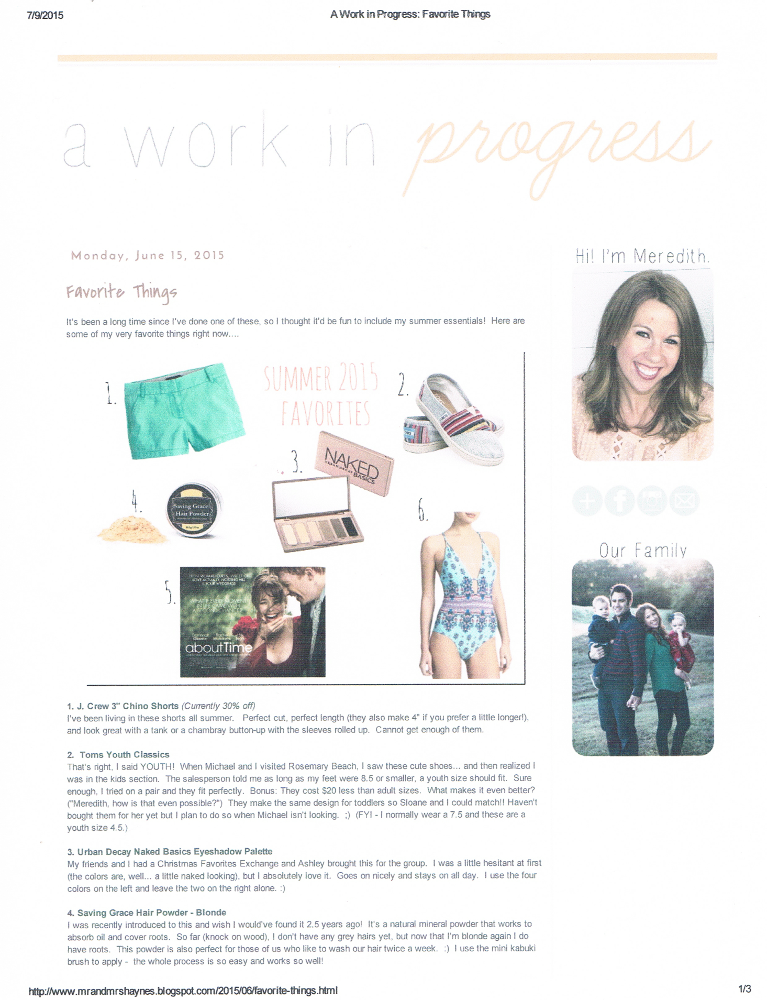 7/9/2015
A Work in Progress: Favorite Things
a work in progress
Monday, June 15, 2015
Favorite Things
It's been a long time since I've done one of these, so I thought it'd be fun to include my summer essentials!  Here are
some of my very favorite things right now....
SUMMER 2015
FAVORITES
1.
2.
TOMS
3.
NAKED
URBAN DECAY BASICS
4.
Saving Grace
Hair Powder
5.
FROM RICHARD CURTIS, WRITER OF
LOVE ACTUALLY, NOTTING HILL
& FOUR WEDDINGS
WHAT IF EVERY MOMENT
IN LIFE CAME WITH
A SECOND CHANCE?
Domhnall Rachel
Gleeson McAdams
aboutTime
6.
1. J. Crew 3" Chino Shorts (Currently 30% off)
I've been living in these shorts all summer.   Perfect cut, perfect length (they also make 4" if you prefer a little longer!),
and look great with a tank or a chambray button-up with the sleeves rolled up.  Cannot get enough of them.
2.  Toms Youth Classics
That's right, I said YOUTH!  When Michael and I visited Rosemary Beach, I saw these cute shoes... and then realized I
was in the kids section.  The salesperson told me as long as my feet were 8.5 or smaller, a youth size should fit.  Sure
enough, I tried on a pair and they fit perfectly.  Bonus: They cost $20 less than adult sizes.  What makes it even better?
("Meredith, how is that even possible?")  They make the same design for toddlers so Sloane and I could match!! Haven't
bought them for her yet but I plan to do so when Michael isn't looking.  ;)  (FYI - I normally wear a 7.5 and these are a
youth size 4.5.)
3. Urban Decay Naked Basics Eyeshadow Palette
My friends and I had a Christmas Favorites Exchange and Ashley brought this for the group.  I was a little hesitant at first
(the colors are, well... a little naked looking), but I absolutely love it.  Goes on nicely and stays on all day.  I use the four
colors on the left and leave the two on the right alone. :)
4. Saving Grace Hair Powder - Blonde
I was recently introduced to this and wish I would've found it 2.5 years ago!  It's a natural mineral powder that works to
absorb oil and cover roots.  So far (knock on wood), I don't have any grey hairs yet, but now that I'm blonde again I do
have roots.  This powder is also perfect for those of us who like to wash our hair twice a week.  :)  I use the mini kabuki
brush to apply -  the whole process is so easy and works so well!
Hi! I'm Meredith.
Our Family
http://www.mrandmrshaynes.blogspot.com/2015/06/favorite-things.html
1/3